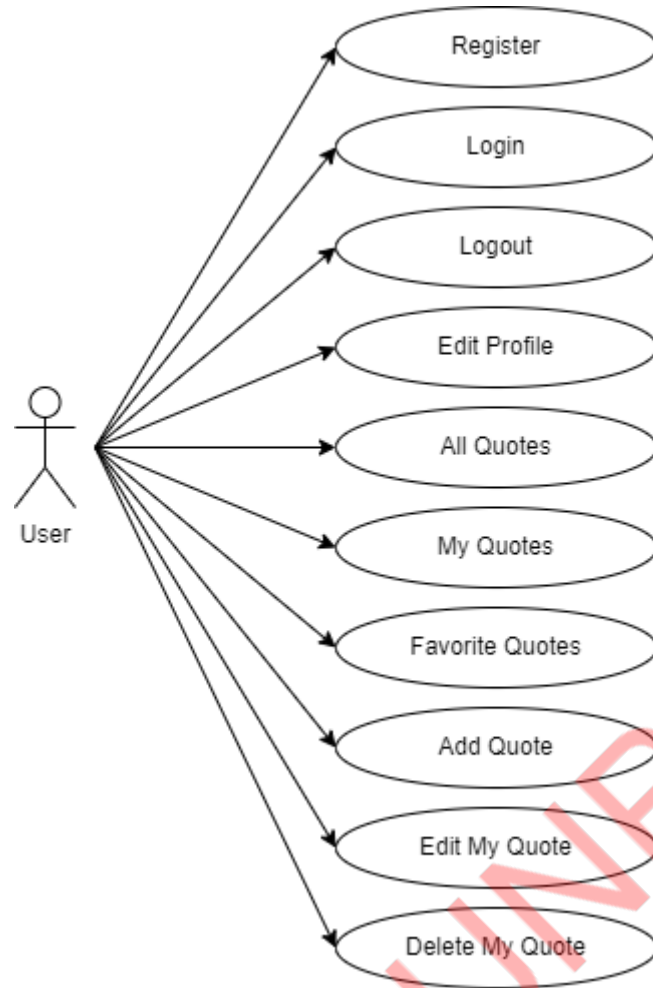 Register
Login
Logout
Edit Profile
All Quotes
User
My Quotes
Favorite Quotes
Add Quote
Edit My Quote
Delete My Quote